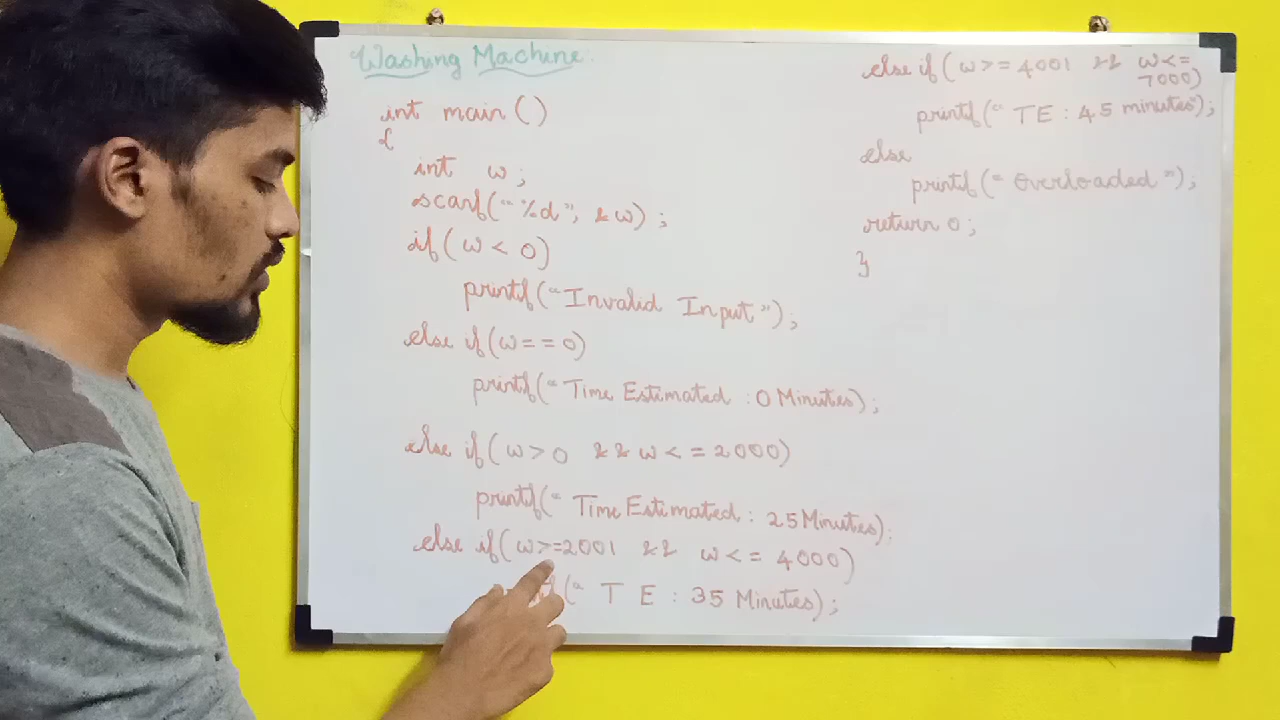 Washing Machine:
int main ()
{
int w ;
scanf("%d", &w) ;
if( w < 0)
printf("Invalid Input");
else if(w==0)
printf("Time Estimated : 0 Minutes);
else if( w>0 && w <= 2000)
printf(" Time Estimated : 25 Minutes);
else if( w>=2001 && w <= 4000)
(" T E : 35 Minutes);
else if( w>= 4001 && w <=
7000)
printf(" TE : 45 minutes");
else
printf(" Overloaded ");
return 0 ;
}